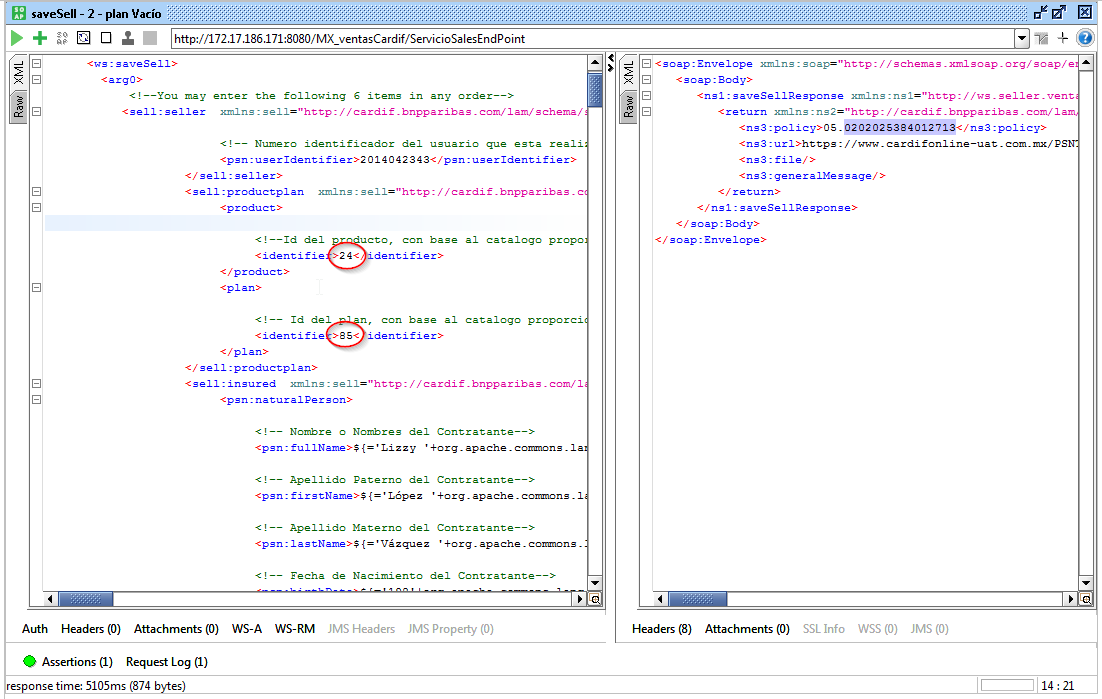 saveSell - 2 - plan Vacío
http://172.17.186.171:8080/MX_ventasCardif/ServicioSalesEndPoint
XML
Raw
<ws:saveSell>
<arg0>
<!--You may enter the following 6 items in any order-->
<sell:seller xmlns:sell="http://cardif.bnpparibas.com/lam/schema/s
<!-- Numero identificador del usuario que esta realiz
<psn:userIdentifier>2014042343</psn:userIdentifier>
</sell:seller>
<sell:productplan xmlns:sell="http://cardif.bnpparibas.co
<product>
<!--Id del producto, con base al catalogo propor
<identifier>24</identifier>
</product>
<plan>
<!-- Id del plan, con base al catalogo proporcio
<identifier>85</identifier>
</plan>
</sell:productplan>
<sell:insured xmlns:sell="http://cardif.bnpparibas.com/la
<psn:naturalPerson>
<!-- Nombre o Nombres del Contratante-->
<psn:fullName>${='Lizzy '+org.apache.commons.lan
<!-- Apellido Paterno del Contratante-->
<psn:firstName>${='López '+org.apache.commons.la
<!-- Apellido Materno del Contratante-->
<psn:lastName>${='Vázquez '+org.apache.commons.l
<!-- Fecha de Nacimiento del Contratante-->
XML
Raw
<soap:Envelope xmlns:soap="http://schemas.xmlsoap.org/soap/en
<soap:Body>
<ns1:saveSellResponse xmlns:ns1="http://ws.seller.venta
<return xmlns:ns2="http://cardif.bnpparibas.com/lam/
<ns3:policy>05.0202025384012713</ns3:policy>
<ns3:url>https://www.cardifonline-uat.com.mx/PSNT
<ns3:file/>
<ns3:generalMessage/>
</return>
</ns1:saveSellResponse>
</soap:Body>
</soap:Envelope>
Auth Headers (0) Attachments (0) WS-A WS-RM JMS Headers JMS Property (0)
Headers (8) Attachments (0) SSL Info WSS (0) JMS (0)
Assertions (1) Request Log (1)
response time: 5105ms (874 bytes)
14 : 21